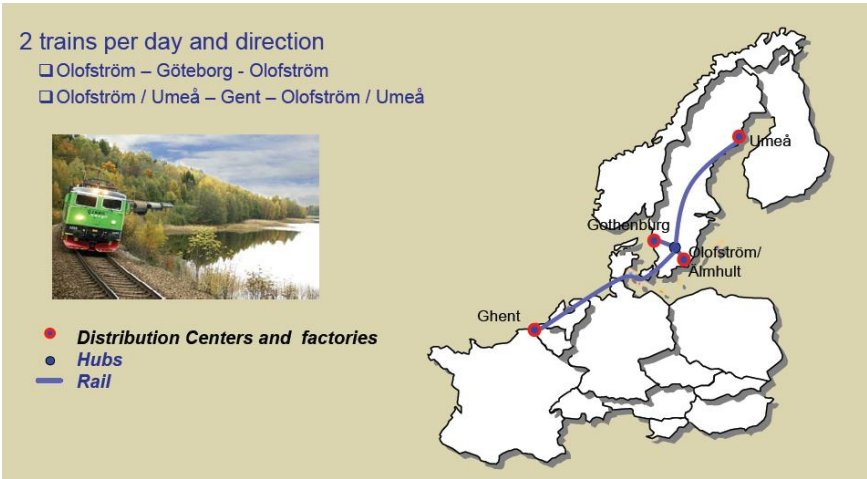 2 trains per day and direction
❑ Olofström – Göteborg - Olofström
❑ Olofström / Umeå – Gent – Olofström / Umeå
Umeå
Gothenburg
Olofström/
Älmhult
Ghent
Distribution Centers and factories
Hubs
Rail